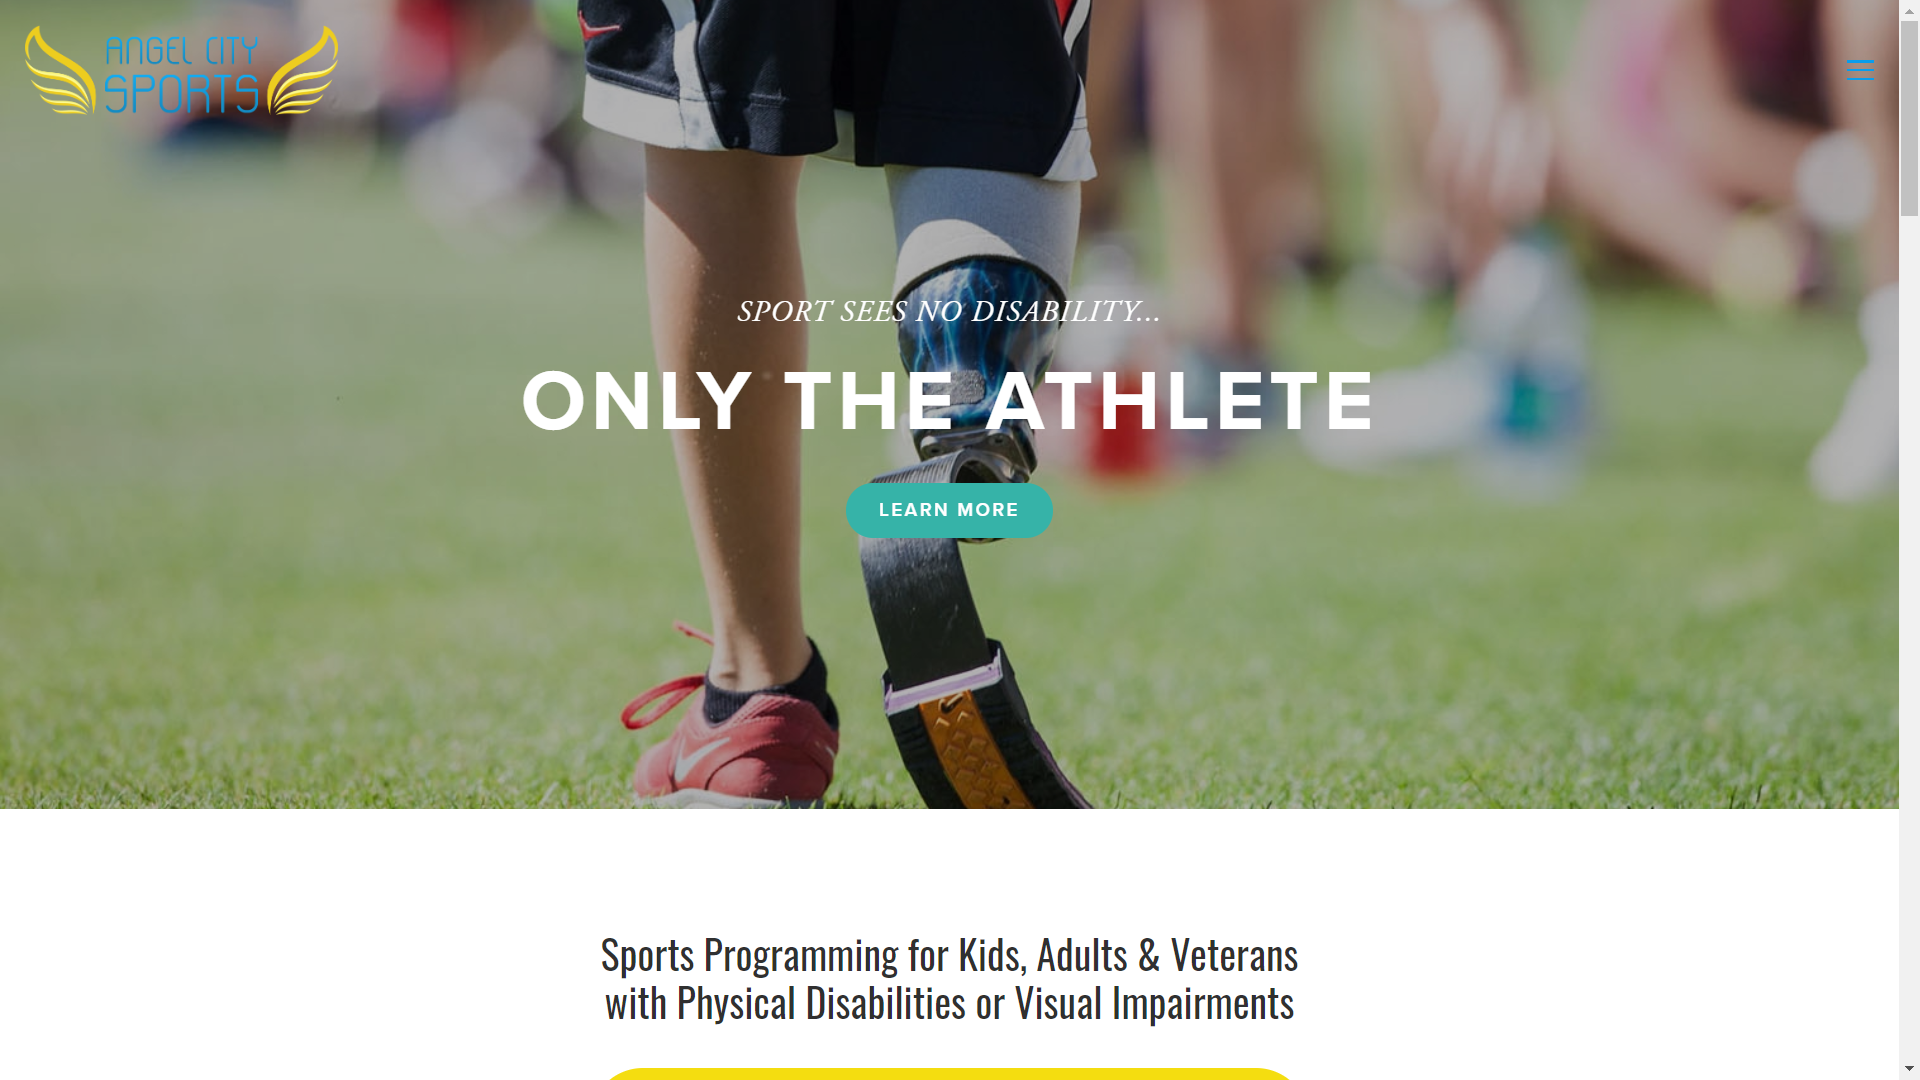 ANGEL CITY
SPORTS
SPORT SEES NO DISABILITY...
ONLY THE ATHLETE
LEARN MORE
Sports Programming for Kids, Adults & Veterans
with Physical Disabilities or Visual Impairments